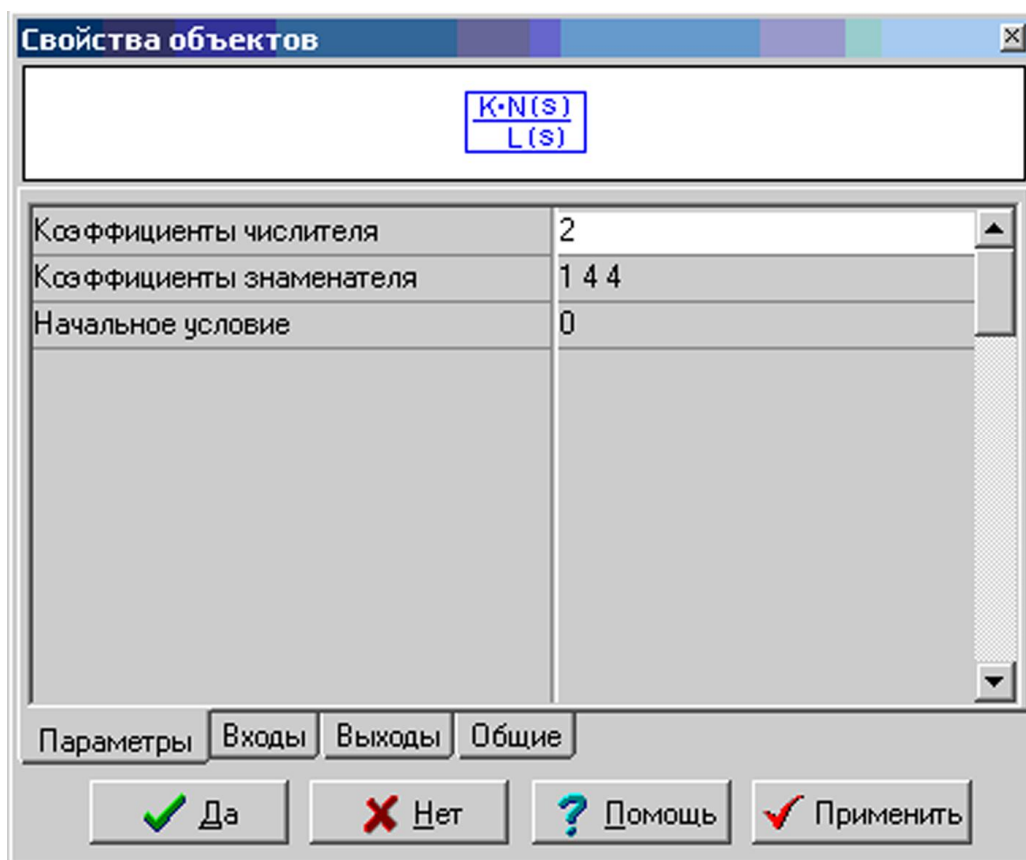 Свойства объектов
K·N(s)
L(s)
Коэффициенты числителя 2
Коэффициенты знаменателя 1 4 4
Начальное условие 0
Параметры Входы Выходы Общие
Да Нет ? Помощь Применить